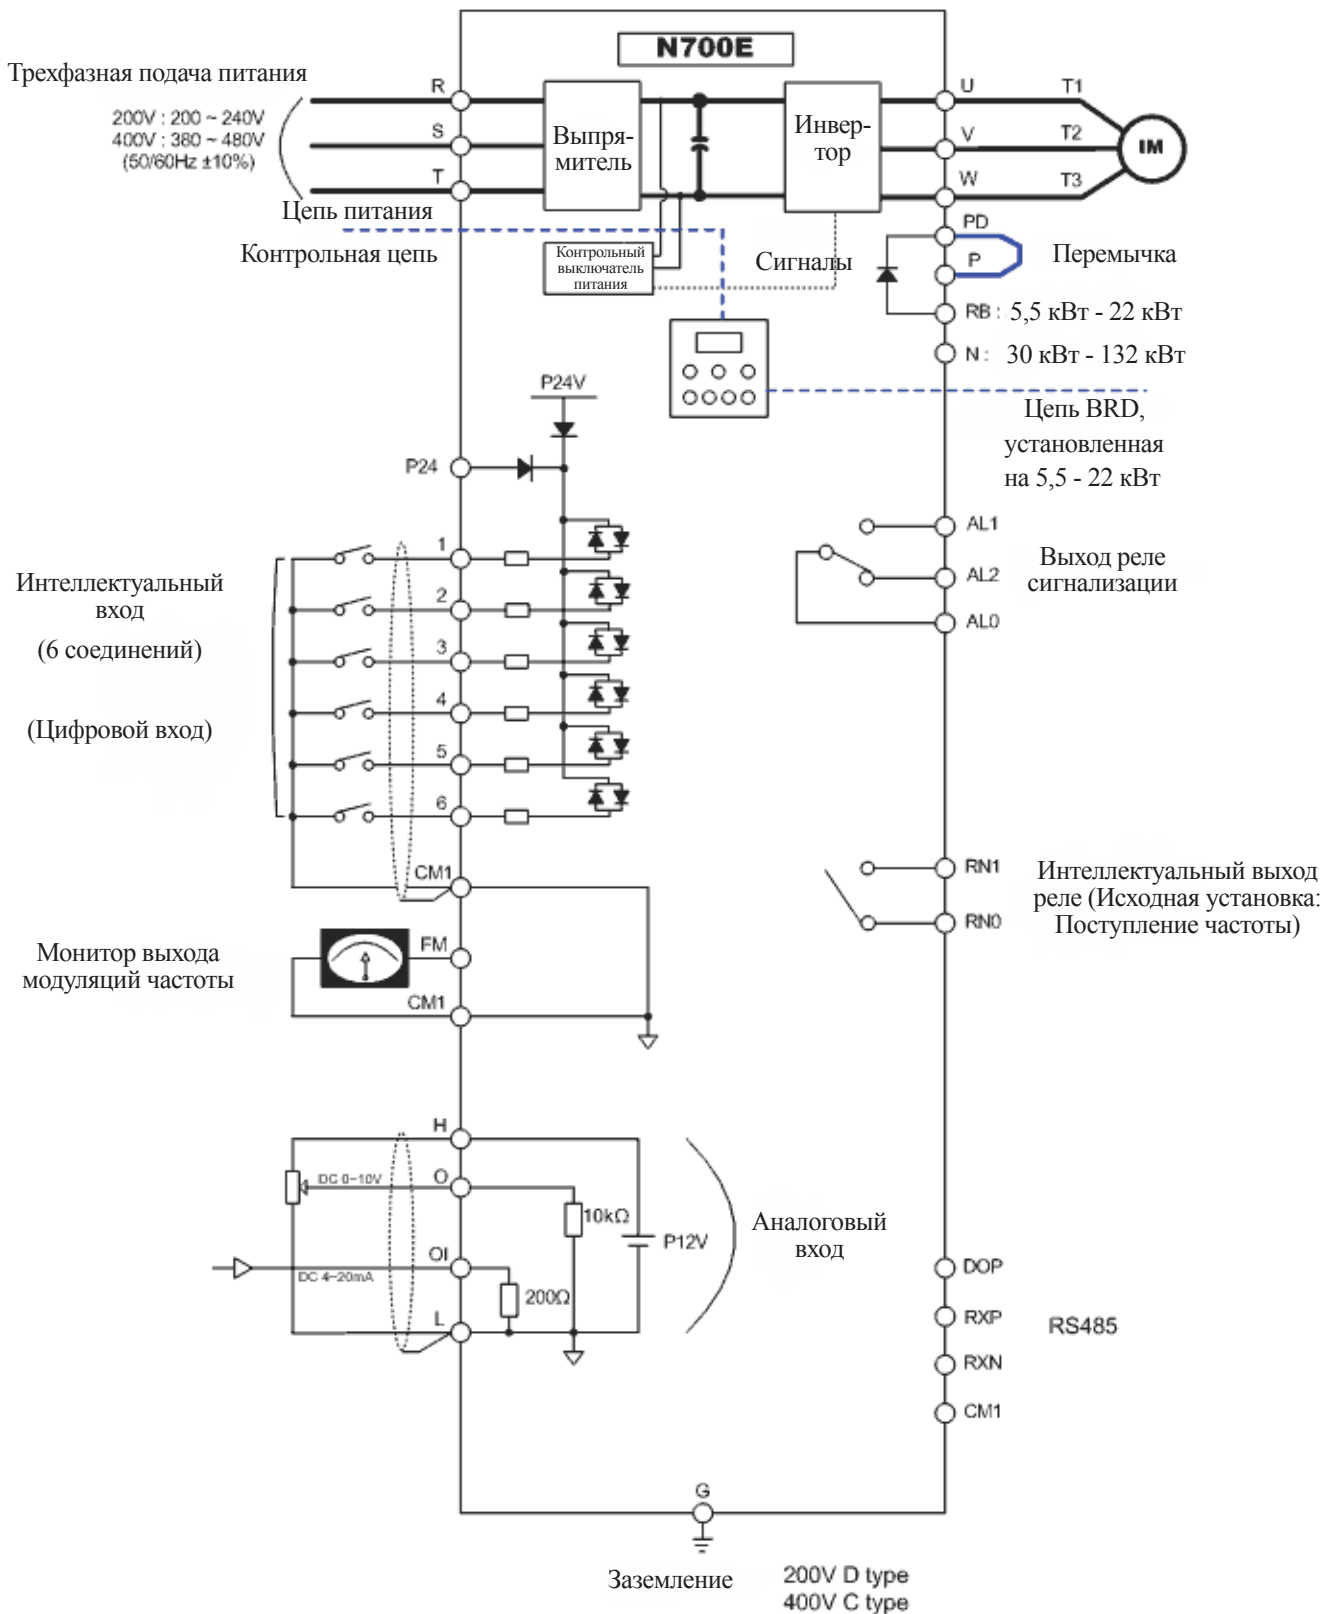 N700E
Трехфазная подача питания
200V : 200 ~ 240V
400V : 380 ~ 480V
(50/60Hz ±10%)
R
S
T
Выпря-
митель
Инвер-
тор
U
V
W
T1
T2
T3
IM
Цепь питания
Контрольная цепь
Контрольный
выключатель
питания
Сигналы
PD
P
Перемычка
RB : 5,5 кВт - 22 кВт
N : 30 кВт - 132 кВт
Цепь BRD,
установленная
на 5,5 - 22 кВт
P24V
P24
Интеллектуальный
вход
(6 соединений)
(Цифровой вход)
1
2
3
4
5
6
CM1
AL1
AL2
AL0
Выход реле
сигнализации
RN1
RN0
Интеллектуальный выход
реле (Исходная установка:
Поступление частоты)
Монитор выхода
модуляций частоты
FM
CM1
H
O
OI
L
DC 0~10V
DC 4~20mA
10kΩ
200Ω
P12V
Аналоговый
вход
DOP
RXP
RXN
CM1
RS485
G
Заземление
200V D type
400V C type